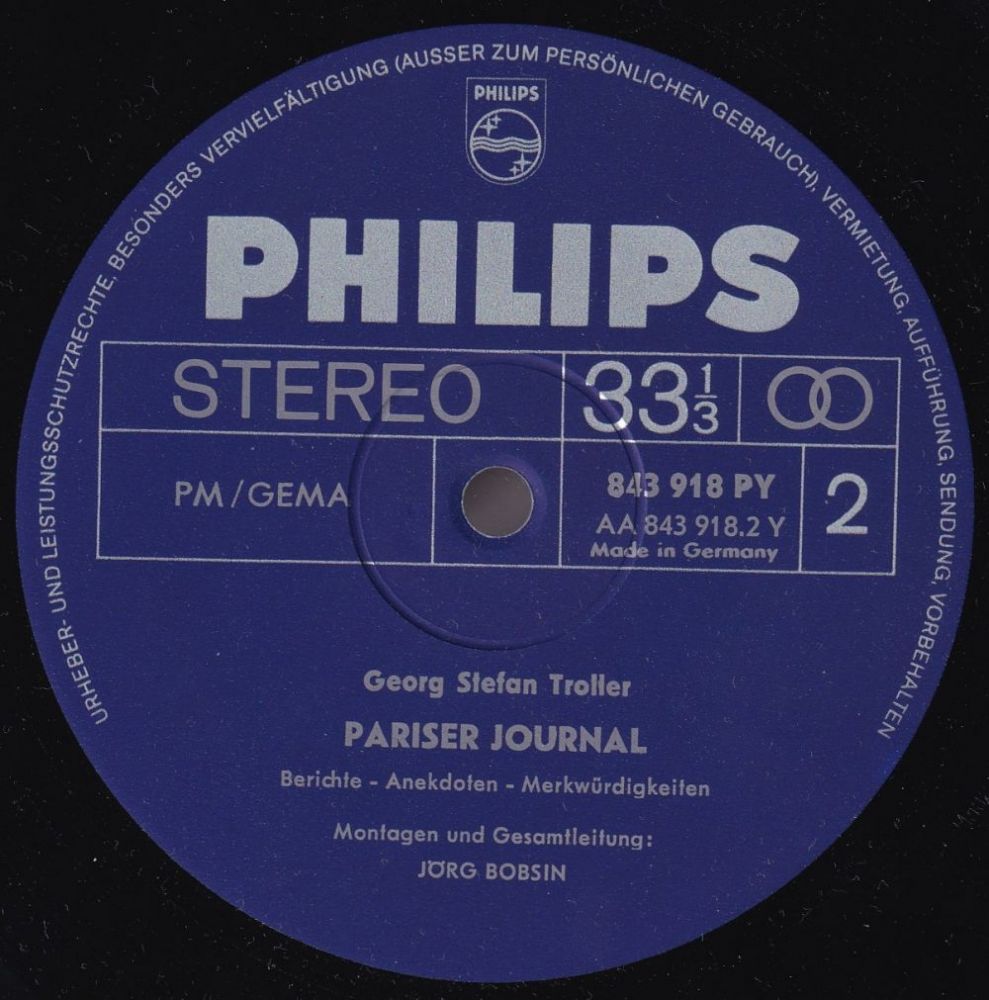 URHEBER- UND LEISTUNGSSCHUTZRECHTE, BESONDERS VERVIELFÄLTIGUNG (AUSSER ZUM PERSÖNLICHEN GEBRAUCH), VERMIETUNG, AUFFÜHRUNG, SENDUNG, VORBEHALTEN
PHILIPS
PHILIPS
STEREO 33 1/3
PM/GEMA 843 918 PY 2
AA 843 918.2 Y
Made in Germany
Georg Stefan Troller
PARISER JOURNAL
Berichte - Anekdoten - Merkwürdigkeiten
Montagen und Gesamtleitung:
JÖRG BOBSIN